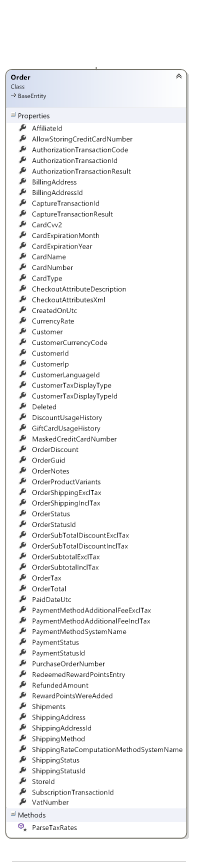 Order
Class
→ BaseEntity
Properties
AffiliateId
AllowStoringCreditCardNumber
AuthorizationTransactionCode
AuthorizationTransactionId
AuthorizationTransactionResult
BillingAddress
BillingAddressId
CaptureTransactionId
CaptureTransactionResult
CardCvv2
CardExpirationMonth
CardExpirationYear
CardName
CardNumber
CardType
CheckoutAttributeDescription
CheckoutAttributesXml
CreatedOnUtc
CurrencyRate
Customer
CustomerCurrencyCode
CustomerId
CustomerIp
CustomerLanguageId
CustomerTaxDisplayType
CustomerTaxDisplayTypeId
Deleted
DiscountUsageHistory
GiftCardUsageHistory
MaskedCreditCardNumber
OrderDiscount
OrderGuid
OrderNotes
OrderProductVariants
OrderShippingExclTax
OrderShippingInclTax
OrderStatus
OrderStatusId
OrderSubTotalDiscountExclTax
OrderSubTotalDiscountInclTax
OrderSubtotalExclTax
OrderSubtotalInclTax
OrderTax
OrderTotal
PaidDateUtc
PaymentMethodAdditionalFeeExclTax
PaymentMethodAdditionalFeeInclTax
PaymentMethodSystemName
PaymentStatus
PaymentStatusId
PurchaseOrderNumber
RedeemedRewardPointsEntry
RefundedAmount
RewardPointsWereAdded
Shipments
ShippingAddress
ShippingAddressId
ShippingMethod
ShippingRateComputationMethodSystemName
ShippingStatus
ShippingStatusId
StoreId
SubscriptionTransactionId
VatNumber
Methods
ParseTaxRates